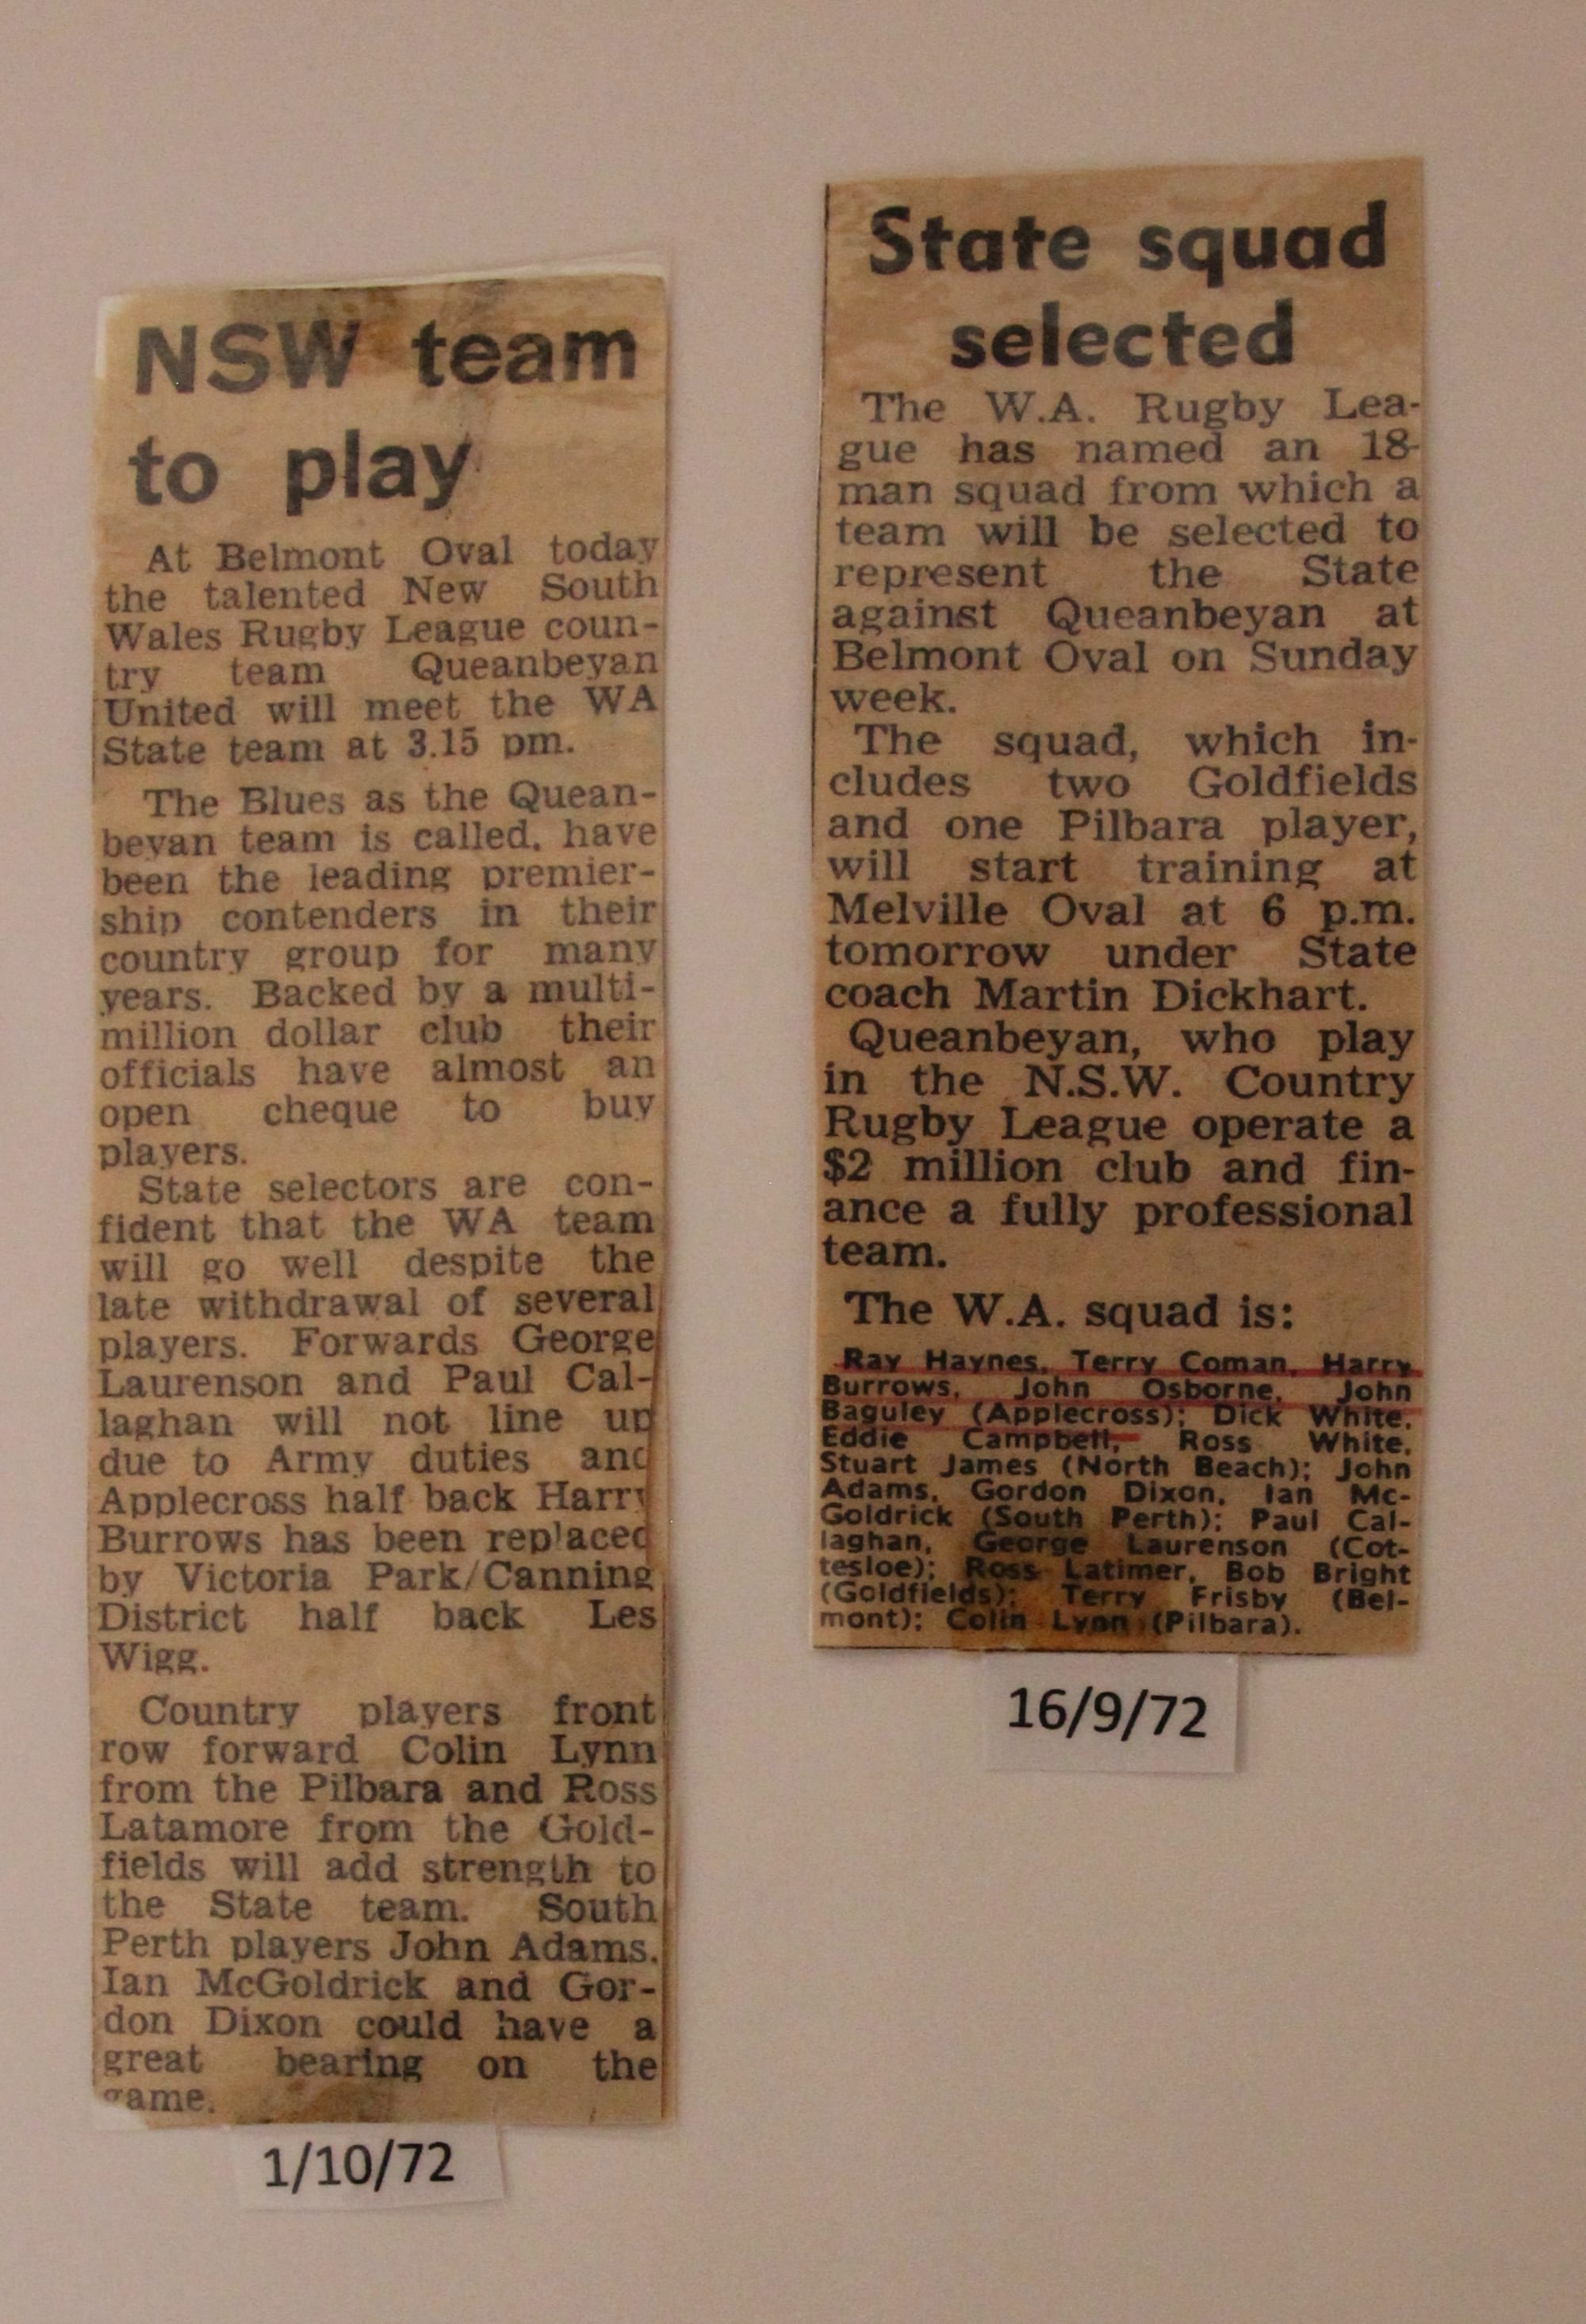 NSW team
to play
At Belmont Oval today
the talented New South
Wales Rugby League coun-
try team Queanbeyan
United will meet the WA
State team at 3.15 pm.
The Blues as the Quean-
beyan team is called, have
been the leading premier-
ship contenders in their
country group for many
years. Backed by a multi-
million dollar club their
officials have almost an
open cheque to buy
players.
State selectors are con-
fident that the WA team
will go well despite the
late withdrawal of several
players. Forwards George
Laurenson and Paul Cal-
laghan will not line up
due to Army duties and
Applecross half back Harry
Burrows has been replaced
by Victoria Park/Canning
District half back Les
Wigg.
Country players front
row forward Colin Lynn
from the Pilbara and Ross
Latamore from the Gold-
fields will add strength to
the State team. South
Perth players John Adams,
Ian McGoldrick and Gor-
don Dixon could have a
great bearing on the
game.
1/10/72
State squad
selected
The W.A. Rugby Lea-
gue has named an 18-
man squad from which a
team will be selected to
represent the State
against Queanbeyan at
Belmont Oval on Sunday
week.
The squad, which in-
cludes two Goldfields
and one Pilbara player,
will start training at
Melville Oval at 6 p.m.
tomorrow under State
coach Martin Dickhart.
Queanbeyan, who play
in the N.S.W. Country
Rugby League operate a
$2 million club and fin-
ance a fully professional
team.
The W.A. squad is:
Ray Haynes, Terry Coman, Harry
Burrows, John Osborne, John
Baguley (Applecross); Dick White,
Eddie Campbell, Ross White,
Stuart James (North Beach); John
Adams, Gordon Dixon, Ian Mc-
Goldrick (South Perth); Paul Cal-
laghan, George Laurenson (Cot-
tesloe); Ross Latimer, Bob Bright
(Goldfields); Terry Frisby (Bel-
mont); Colin Lynn (Pilbara).
16/9/72